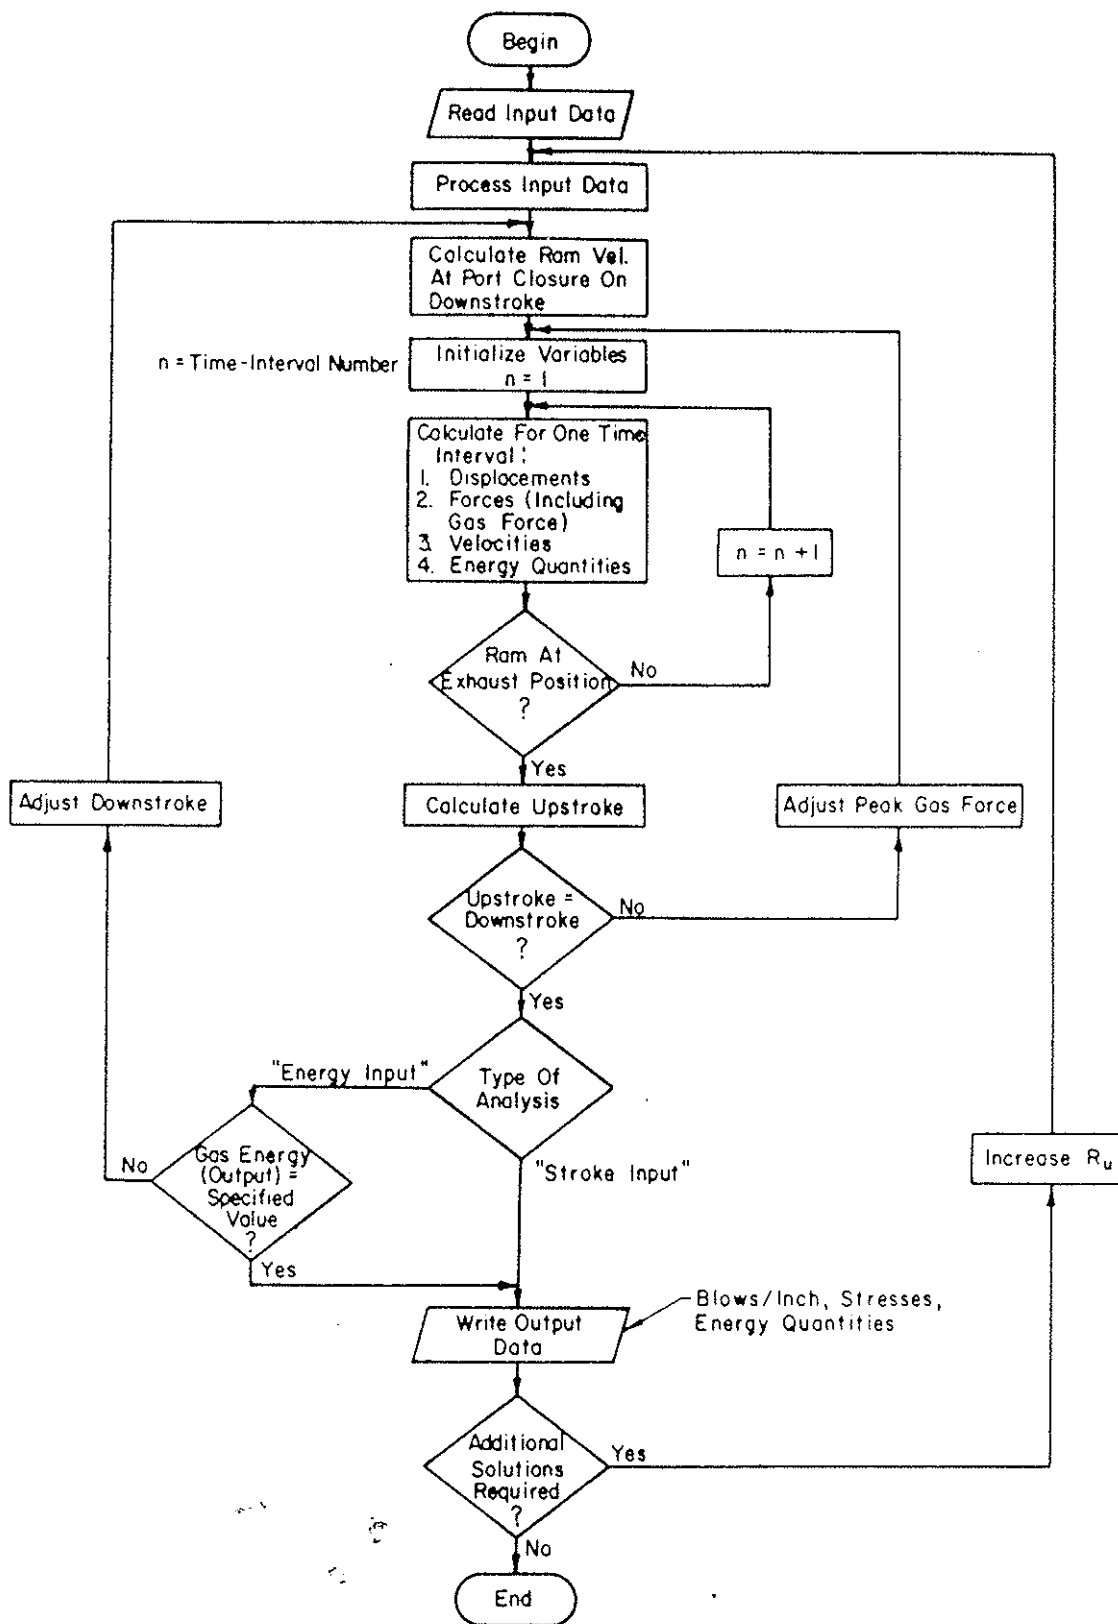 Begin
Read Input Data
Process Input Data
Calculate Ram Vel.
At Port Closure On
Downstroke
n = Time-Interval Number
Initialize Variables
n = 1
Calculate For One Time
Interval:
1. Displacements
2. Forces (Including
Gas Force)
3. Velocities
4. Energy Quantities
n = n + 1
Ram At
Exhaust Position
?
No
Yes
Adjust Downstroke
Calculate Upstroke
Adjust Peak Gas Force
Upstroke =
Downstroke
?
No
Yes
"Energy Input"
Type Of
Analysis
Gas Energy
(Output) =
Specified
Value
?
No
"Stroke Input"
Increase Ru
Yes
Write Output
Data
Blows/Inch, Stresses,
Energy Quantities
Additional
Solutions
Required
?
Yes
No
End